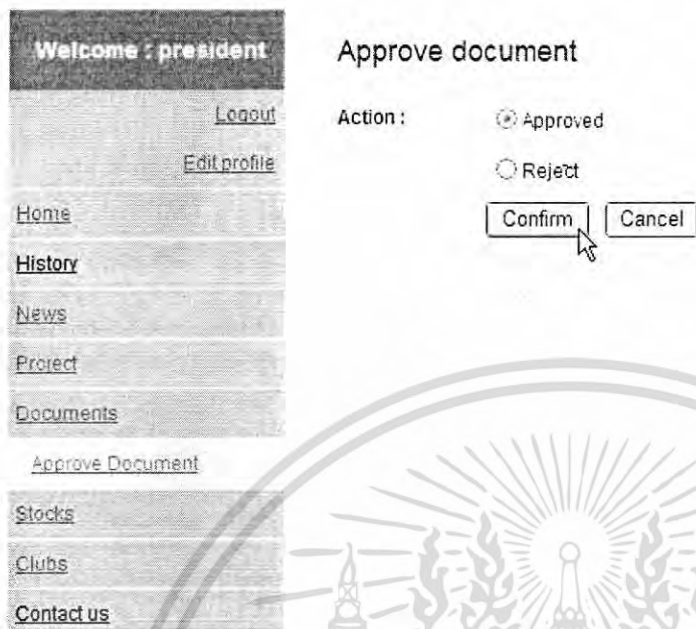 Welcome : president
Logout
Edit profile
Home
History
News
Project
Documents
Approve Document
Stocks
Clubs
Contact us
Approve document
Action :
Approved
Reject
Confirm
Cancel